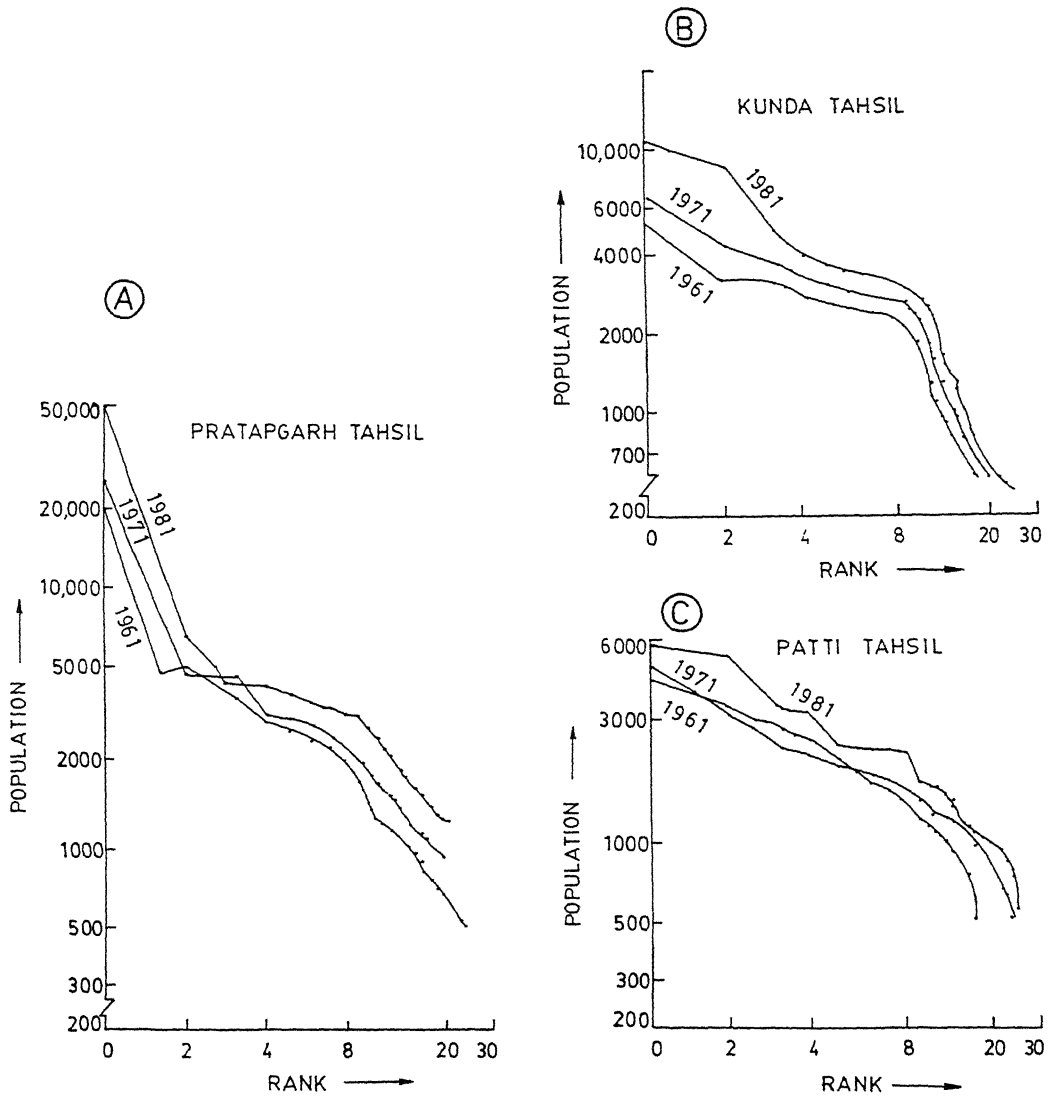 A
PRATAPGARH TAHSIL
POPULATION
50,000
20,000
10,000
5000
2000
1000
500
300
200
1981
1971
1961
0 2 4 8 20 30
RANK
B
KUNDA TAHSIL
POPULATION
10,000
6000
4000
2000
1000
700
200
1981
1971
1961
0 2 4 8 20 30
RANK
C
PATTI TAHSIL
POPULATION
6000
3000
1000
500
300
200
1971
1981
1961
0 2 4 8 20 30
RANK